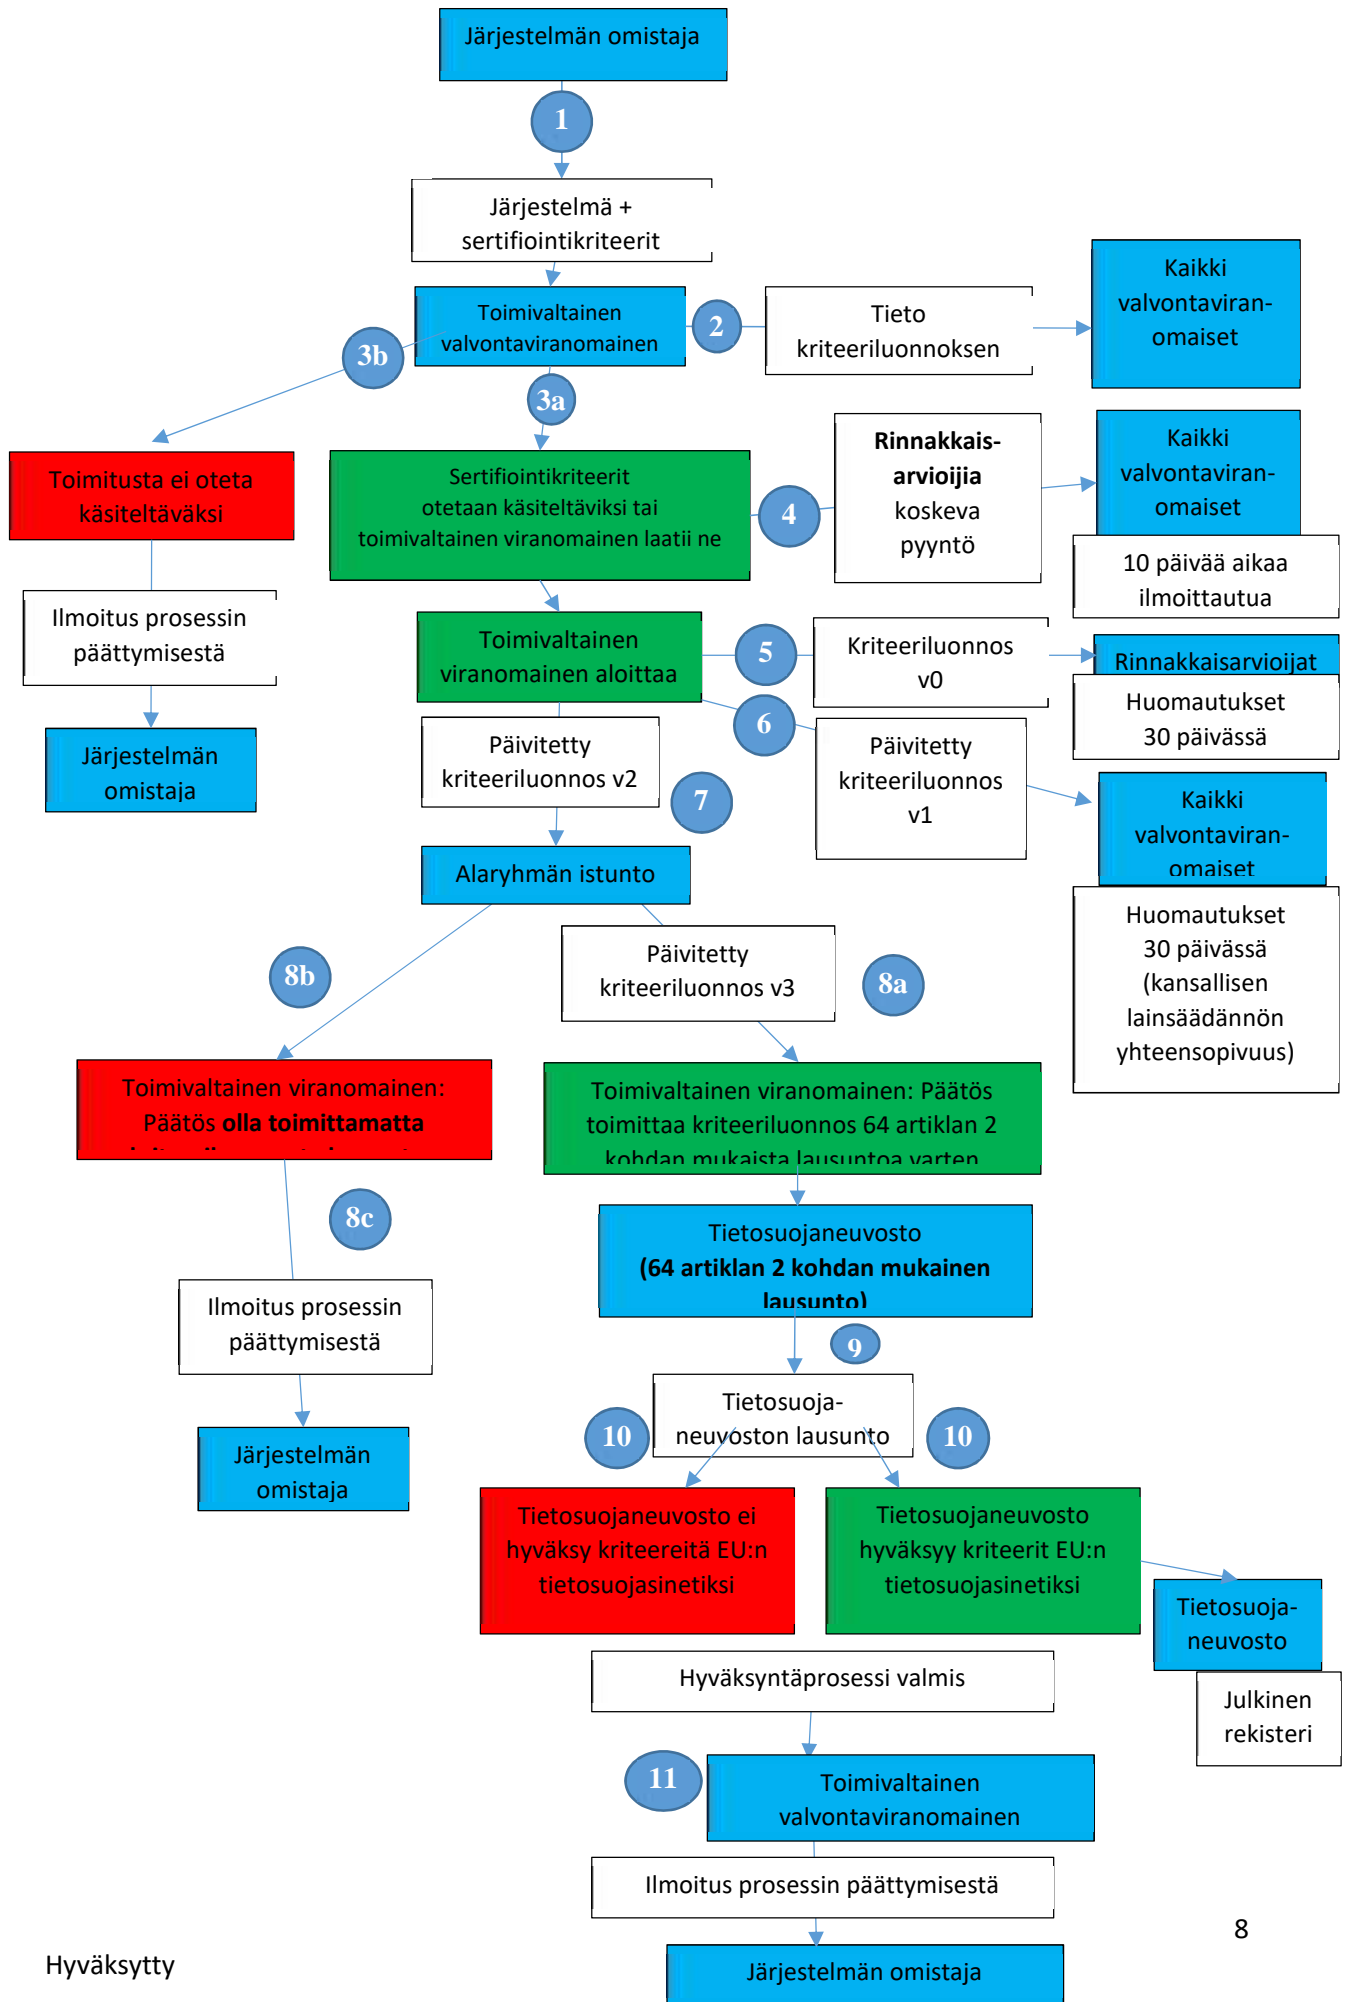 Järjestelmän omistaja
1
Järjestelmä +
sertifiointikriteerit
Toimivaltainen
valvontaviranomainen
2
Tieto
kriteeriluonnoksen
Kaikki
valvontaviran-
omaiset
3b
3a
Toimitusta ei oteta
käsiteltäväksi
Sertifiointikriteerit
otetaan käsiteltäviksi tai
toimivaltainen viranomainen laatii ne
4
Rinnakkais-
arvioijia
koskeva
pyyntö
Kaikki
valvontaviran-
omaiset
10 päivää aikaa
ilmoittautua
Ilmoitus prosessin
päättymisestä
Järjestelmän
omistaja
Toimivaltainen
viranomainen aloittaa
5
Kriteeriluonnos
v0
Rinnakkaisarvioijat
Huomautukset
30 päivässä
6
Päivitetty
kriteeriluonnos
v1
Kaikki
valvontaviran-
omaiset
Huomautukset
30 päivässä
(kansallisen
lainsäädännön
yhteensopivuus)
Päivitetty
kriteeriluonnos v2
7
Alaryhmän istunto
8b
Päivitetty
kriteeriluonnos v3
8a
Toimivaltainen viranomainen:
Päätös olla toimittamatta
Toimivaltainen viranomainen: Päätös
toimittaa kriteeriluonnos 64 artiklan 2
kohdan mukaista lausuntoa varten
8c
Ilmoitus prosessin
päättymisestä
Järjestelmän
omistaja
Tietosuojaneuvosto
(64 artiklan 2 kohdan mukainen
lausunto)
9
Tietosuoja-
neuvoston lausunto
10
10
Tietosuojaneuvosto ei
hyväksy kriteereitä EU:n
tietosuojasinetiksi
Tietosuojaneuvosto
hyväksyy kriteerit EU:n
tietosuojasinetiksi
Tietosuoja-
neuvosto
Julkinen
rekisteri
Hyväksyntäprosessi valmis
11
Toimivaltainen
valvontaviranomainen
Ilmoitus prosessin päättymisestä
Järjestelmän omistaja
8
Hyväksytty